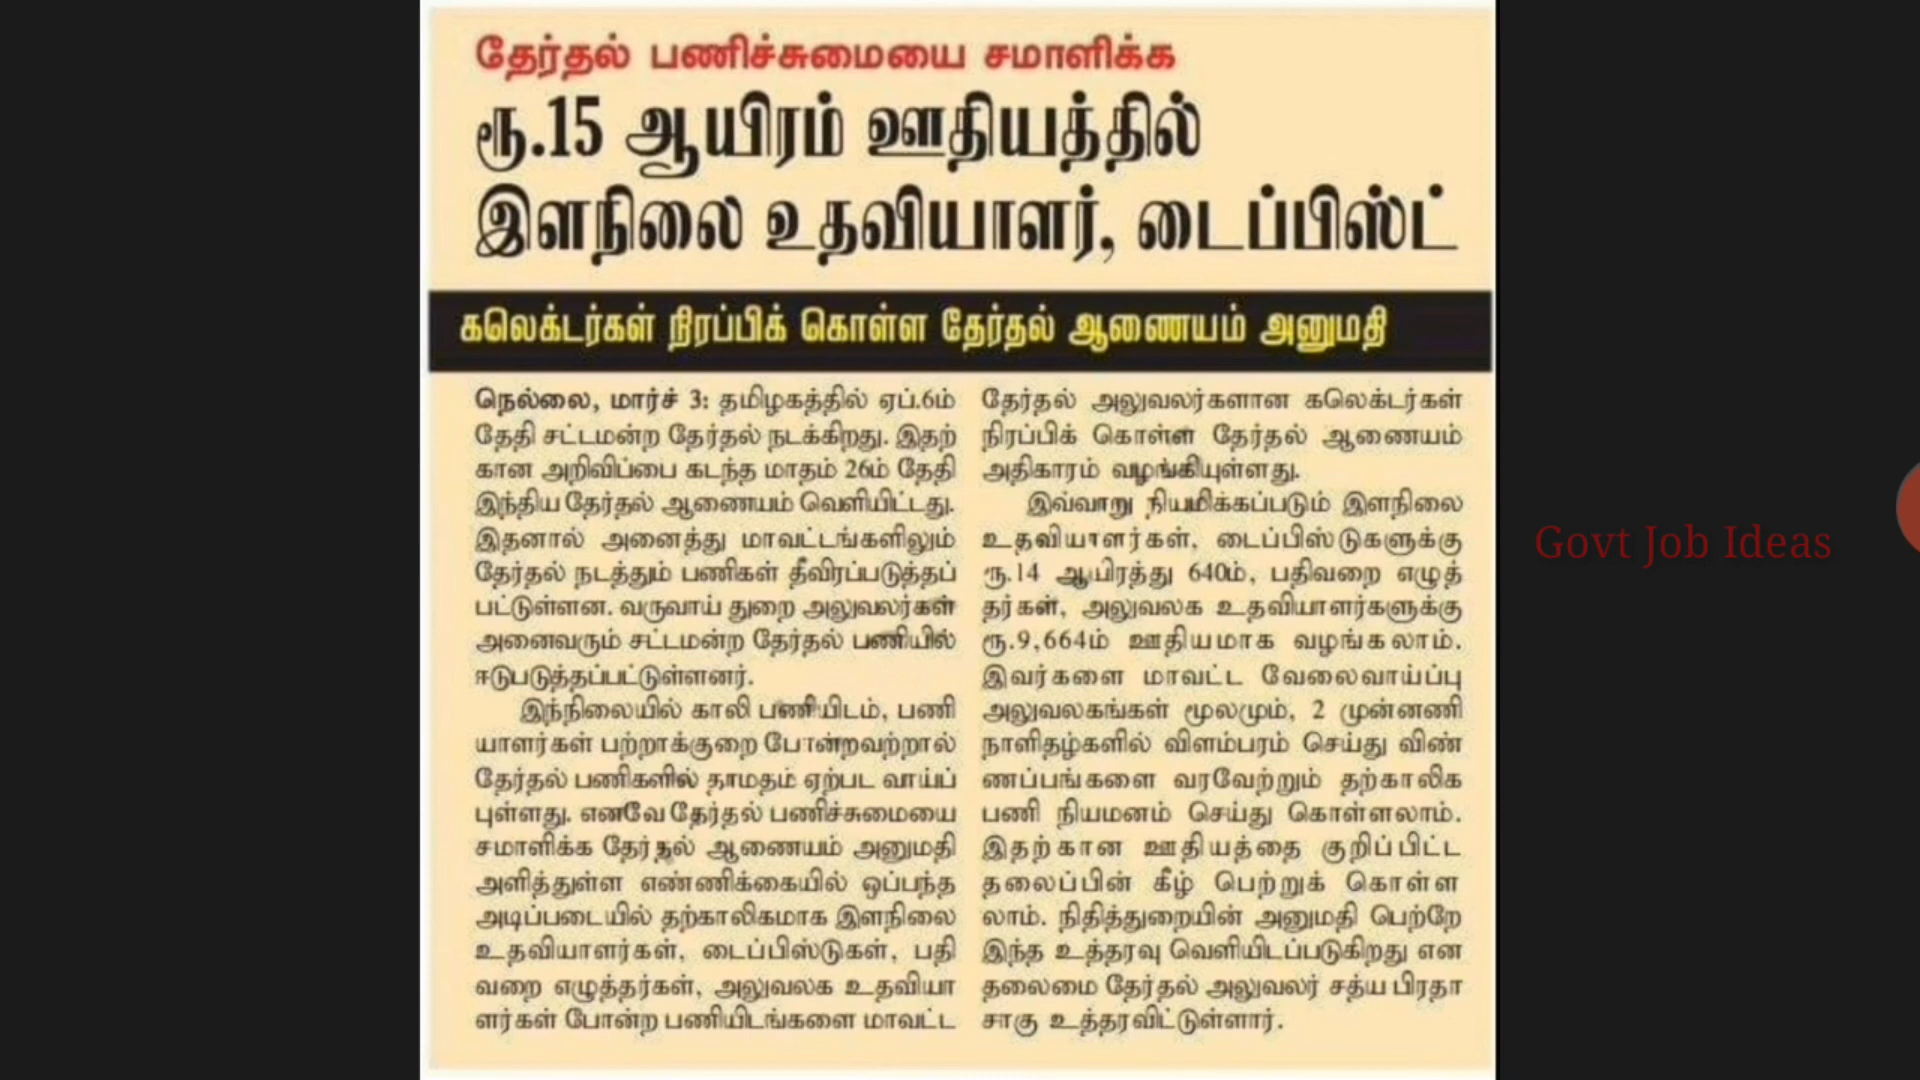 தேர்தல் பணிச்சுமையை சமாளிக்க
ரூ.15 ஆயிரம் ஊதியத்தில்
இளநிலை உதவியாளர், டைப்பிஸ்ட்
கலெக்டர்கள் நிரப்பிக் கொள்ள தேர்தல் ஆணையம் அனுமதி
நெல்லை, மார்ச் 3: தமிழகத்தில் ஏப்.6ம்
தேதி சட்டமன்ற தேர்தல் நடக்கிறது. இதற்
கான அறிவிப்பை கடந்த மாதம் 26ம் தேதி
இந்திய தேர்தல் ஆணையம் வெளியிட்டது.
இதனால் அனைத்து மாவட்டங்களிலும்
தேர்தல் நடத்தும் பணிகள் தீவிரப்படுத்தப்
பட்டுள்ளன. வருவாய் துறை அலுவலர்கள்
அனைவரும் சட்டமன்ற தேர்தல் பணியில்
ஈடுபடுத்தப்பட்டுள்ளனர்.
இந்நிலையில் காலி பணியிடம், பணி
யாளர்கள் பற்றாக்குறை போன்றவற்றால்
தேர்தல் பணிகளில் தாமதம் ஏற்பட வாய்ப்
புள்ளது. எனவே தேர்தல் பணிச்சுமையை
சமாளிக்க தேர்தல் ஆணையம் அனுமதி
அளித்துள்ள எண்ணிக்கையில் ஒப்பந்த
அடிப்படையில் தற்காலிகமாக இளநிலை
உதவியாளர்கள், டைப்பிஸ்டுகள், பதி
வறை எழுத்தர்கள், அலுவலக உதவியா
ளர்கள் போன்ற பணியிடங்களை மாவட்ட
தேர்தல் அலுவலர்களான கலெக்டர்கள்
நிரப்பிக் கொள்ள தேர்தல் ஆணையம்
அதிகாரம் வழங்கியுள்ளது.
இவ்வாறு நியமிக்கப்படும் இளநிலை
உதவியாளர்கள், டைப்பிஸ்டுகளுக்கு
ரூ.14 ஆயிரத்து 640ம், பதிவறை எழுத்
தர்கள், அலுவலக உதவியாளர்களுக்கு
ரூ.9,664ம் ஊதியமாக வழங்கலாம்.
இவர்களை மாவட்ட வேலைவாய்ப்பு
அலுவலகங்கள் மூலமும், 2 முன்னணி
நாளிதழ்களில் விளம்பரம் செய்து விண்
ணப்பங்களை வரவேற்றும் தற்காலிக
பணி நியமனம் செய்து கொள்ளலாம்.
இதற்கான ஊதியத்தை குறிப்பிட்ட
தலைப்பின் கீழ் பெற்றுக் கொள்ள
லாம். நிதித்துறையின் அனுமதி பெற்றே
இந்த உத்தரவு வெளியிடப்படுகிறது என
தலைமை தேர்தல் அலுவலர் சத்ய பிரதா
சாகு உத்தரவிட்டுள்ளார்.
Govt Job Ideas